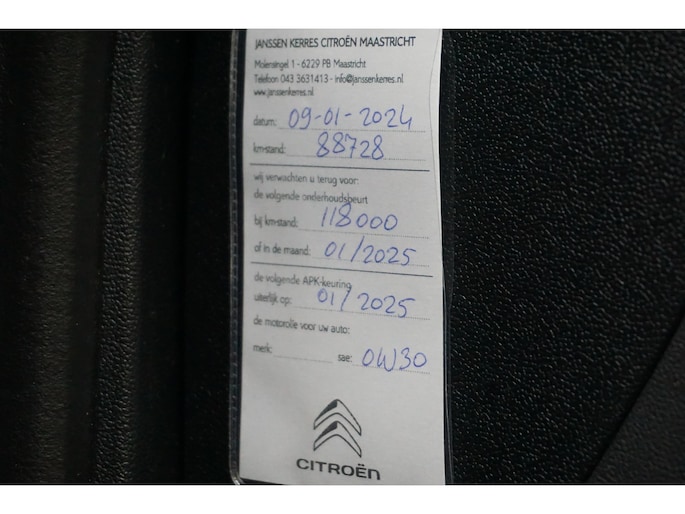 JANSSEN KERRES CITROËN MAASTRICHT
Molensingel 1 - 6229 PB Maastricht
Telefoon 043 3631413 - info@janssenkerres.nl
www.janssenkerres.nl
datum: 09-01-2024
km-stand: 88728
wij verwachten u terug voor:
de volgende onderhoudsbeurt
bij km-stand: 118000
of in de maand: 01/2025
de volgende APK-keuring
uiterlijk op: 01/2025
de motorolie voor uw auto:
merk: sae: 0W30
CITROËN